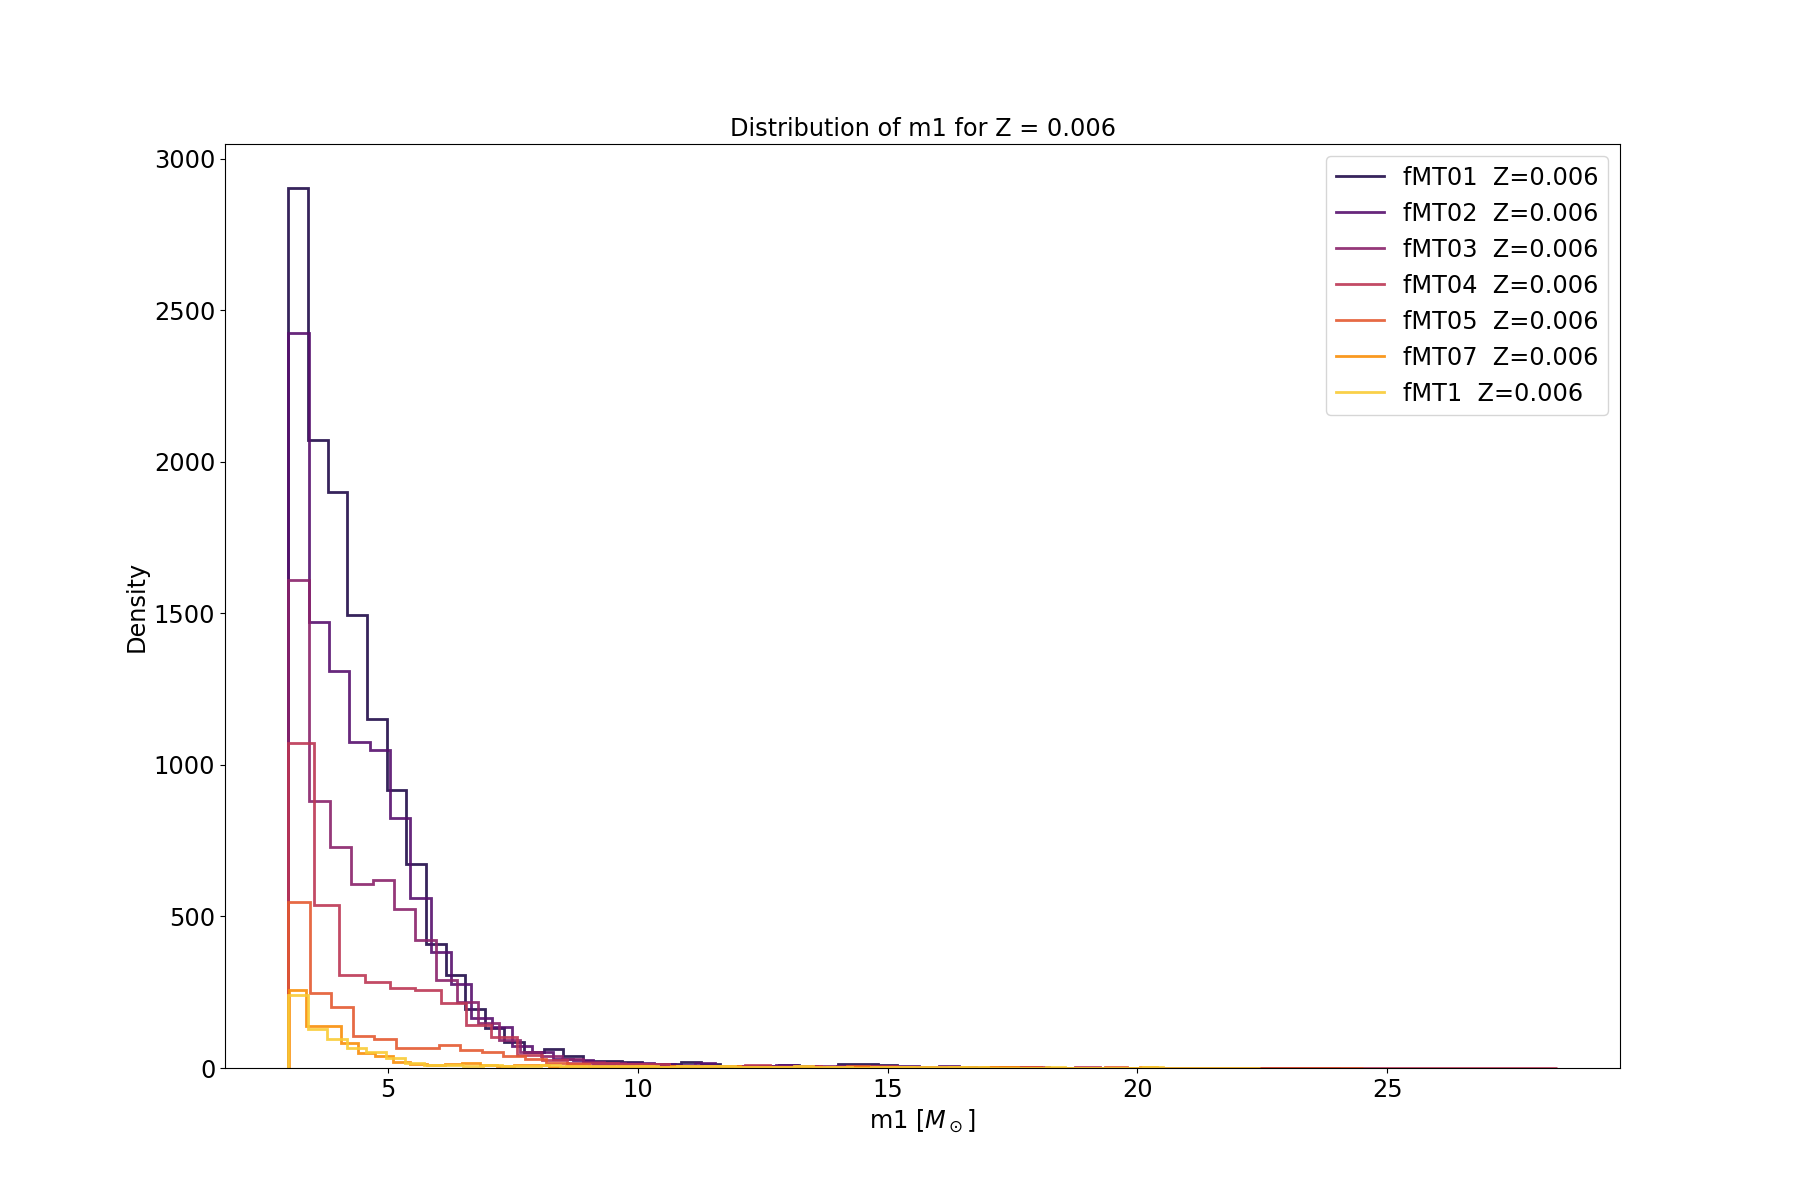 Distribution of m1 for Z = 0.006
3000
2500
2000
1500
1000
500
0
Density
5
10
15
20
25
m1 [M⊙]
fMT01  Z=0.006
fMT02  Z=0.006
fMT03  Z=0.006
fMT04  Z=0.006
fMT05  Z=0.006
fMT07  Z=0.006
fMT1  Z=0.006